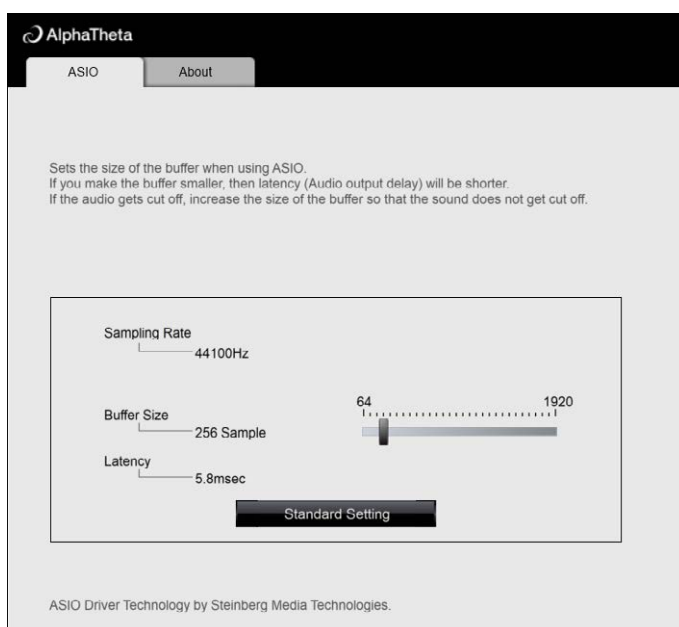 AlphaTheta
ASIO
About
Sets the size of the buffer when using ASIO.
If you make the buffer smaller, then latency (Audio output delay) will be shorter.
If the audio gets cut off, increase the size of the buffer so that the sound does not get cut off.
Sampling Rate
44100Hz
64 1920
Buffer Size
256 Sample
Latency
5.8msec
Standard Setting
ASIO Driver Technology by Steinberg Media Technologies.